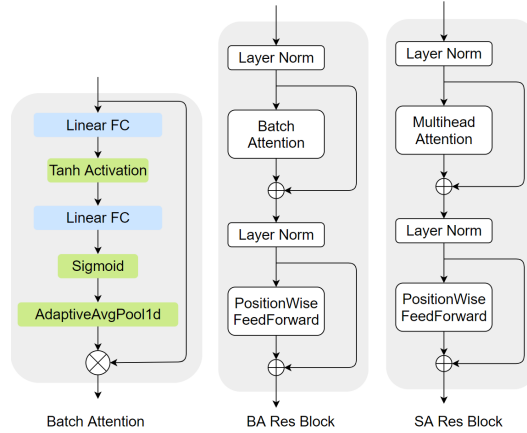 Linear FC
Tanh Activation
Linear FC
Sigmoid
AdaptiveAvgPool1d
Batch Attention
Layer Norm
Batch
Attention
Layer Norm
PositionWise
FeedForward
BA Res Block
Layer Norm
Multihead
Attention
Layer Norm
PositionWise
FeedForward
SA Res Block